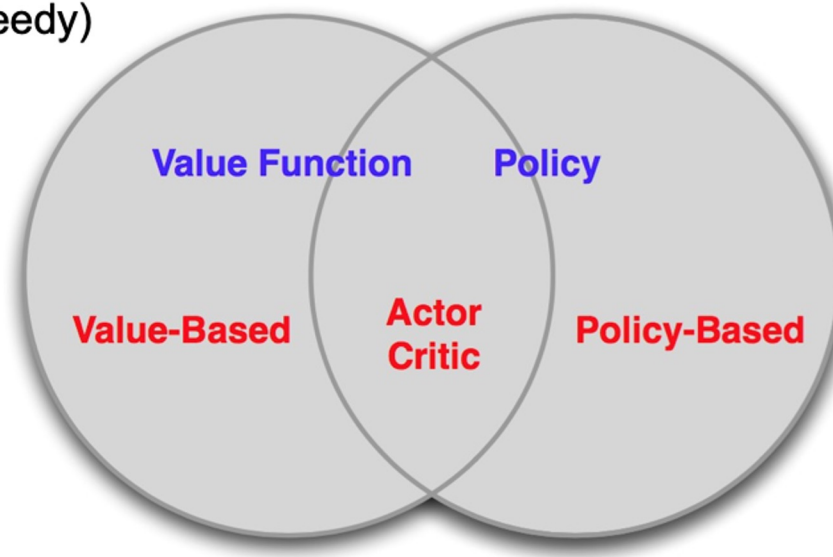 eedy)
Value Function
Policy
Value-Based
Actor
Critic
Policy-Based